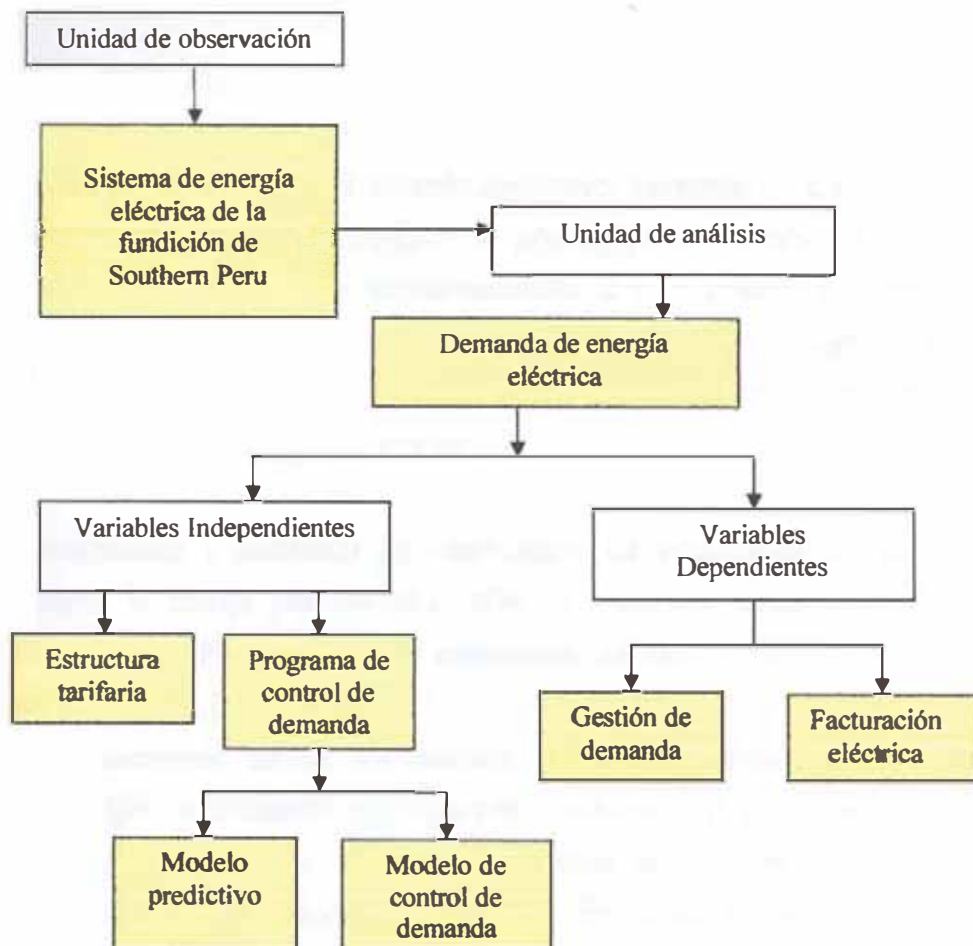 Unidad de observación
Sistema de energía
eléctrica de la
fundición de
Southern Peru
Unidad de análisis
Demanda de energía
eléctrica
Variables Independientes
Variables
Dependientes
Estructura
tarifaria
Programa de
control de
demanda
Gestión de
demanda
Facturación
eléctrica
Modelo
predictivo
Modelo de
control de
demanda